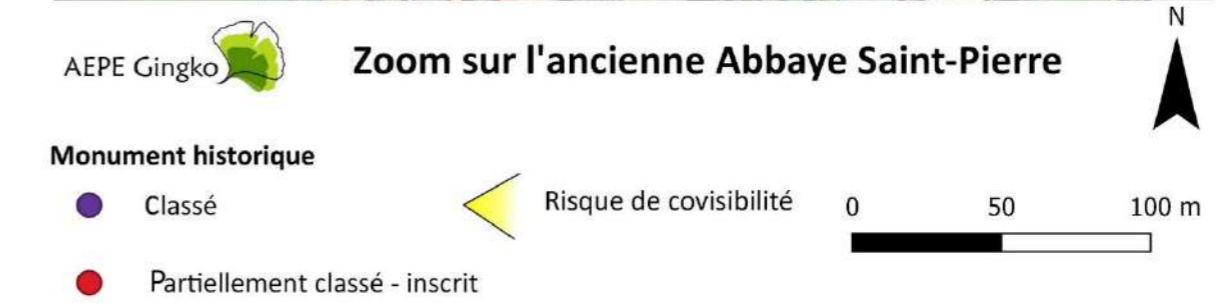 N
AEPE Gingko
Zoom sur l'ancienne Abbaye Saint-Pierre
Monument historique
Classé
Risque de covisibilité
0 50 100 m
Partiellement classé - inscrit